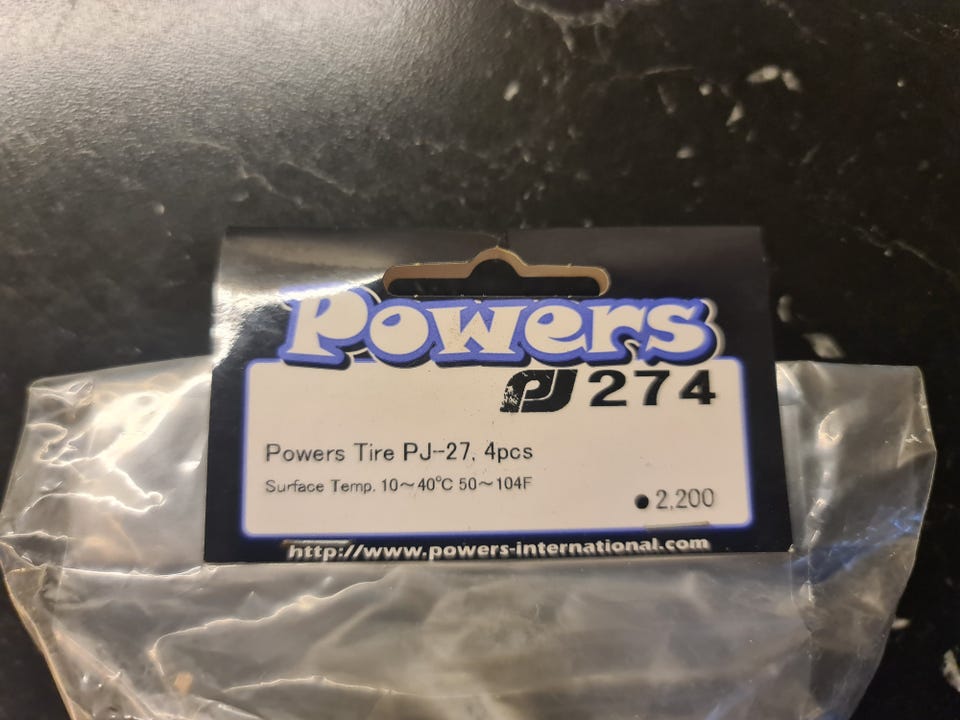 Powers
PJ 274
Powers Tire PJ-27, 4pcs
Surface Temp. 10～40℃ 50～104F
●2,200
http://www.powers-international.com